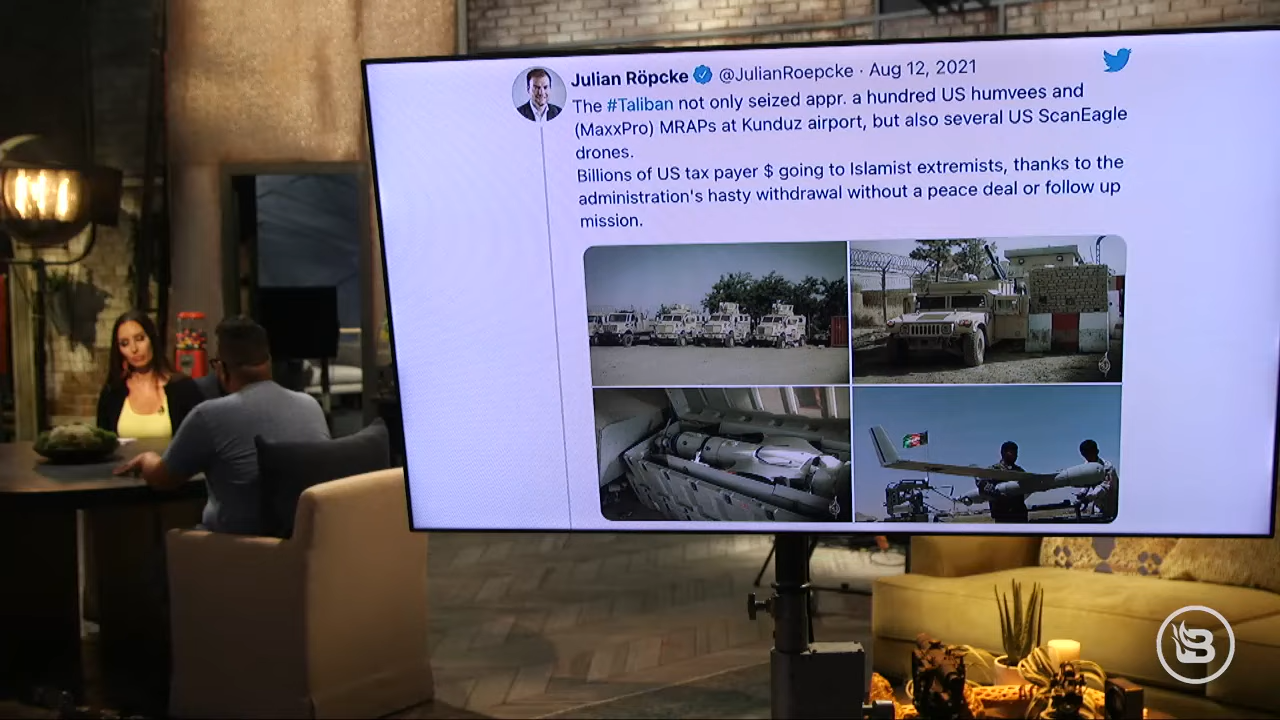 Julian Röpcke @JulianRoepcke · Aug 12, 2021
The #Taliban not only seized appr. a hundred US humvees and
(MaxxPro) MRAPs at Kunduz airport, but also several US ScanEagle
drones.
Billions of US tax payer $ going to Islamist extremists, thanks to the
administration's hasty withdrawal without a peace deal or follow up
mission.
B